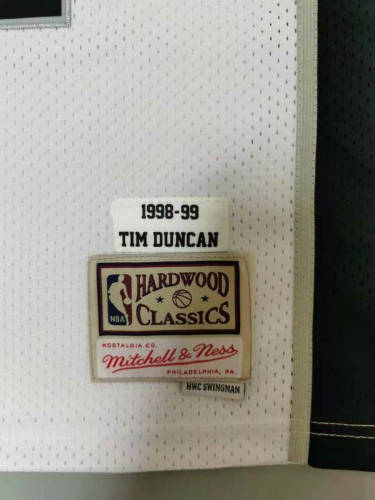 1998-99
TIM DUNCAN
NBA
HARDWOOD
CLASSICS
NOSTALGIA CO.
Mitchell & Ness
PHILADELPHIA, PA.
HWC SWINGMAN